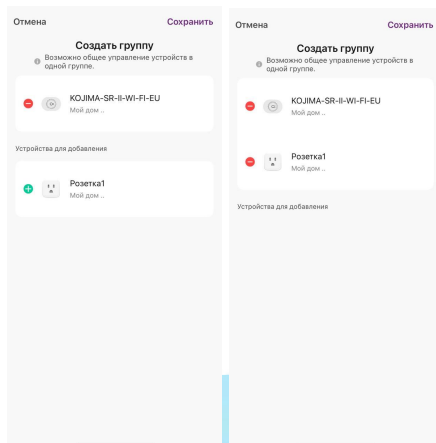 Отмена
Сохранить
Создать группу
Возможно общее управление устройств в
одной группе.
KOJIMA-SR-II-WI-FI-EU
Мой дом ..
Устройства для добавления
Розетка1
Мой дом ..
Отмена
Сохранить
Создать группу
Возможно общее управление устройств в
одной группе.
KOJIMA-SR-II-WI-FI-EU
Мой дом ..
Розетка1
Мой дом ..
Устройства для добавления